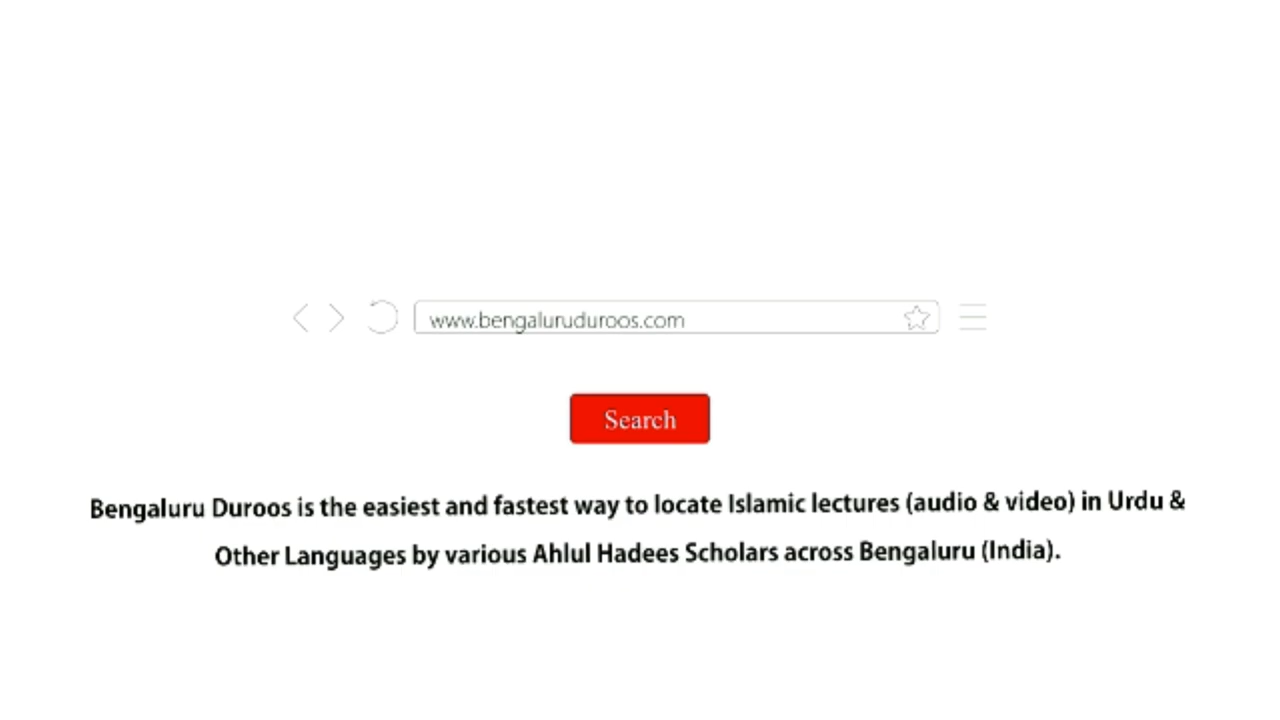 www.bengaluruduroos.com
Search
Bengaluru Duroos is the easiest and fastest way to locate Islamic lectures (audio & video) in Urdu &
Other Languages by various Ahlul Hadees Scholars across Bengaluru (India).